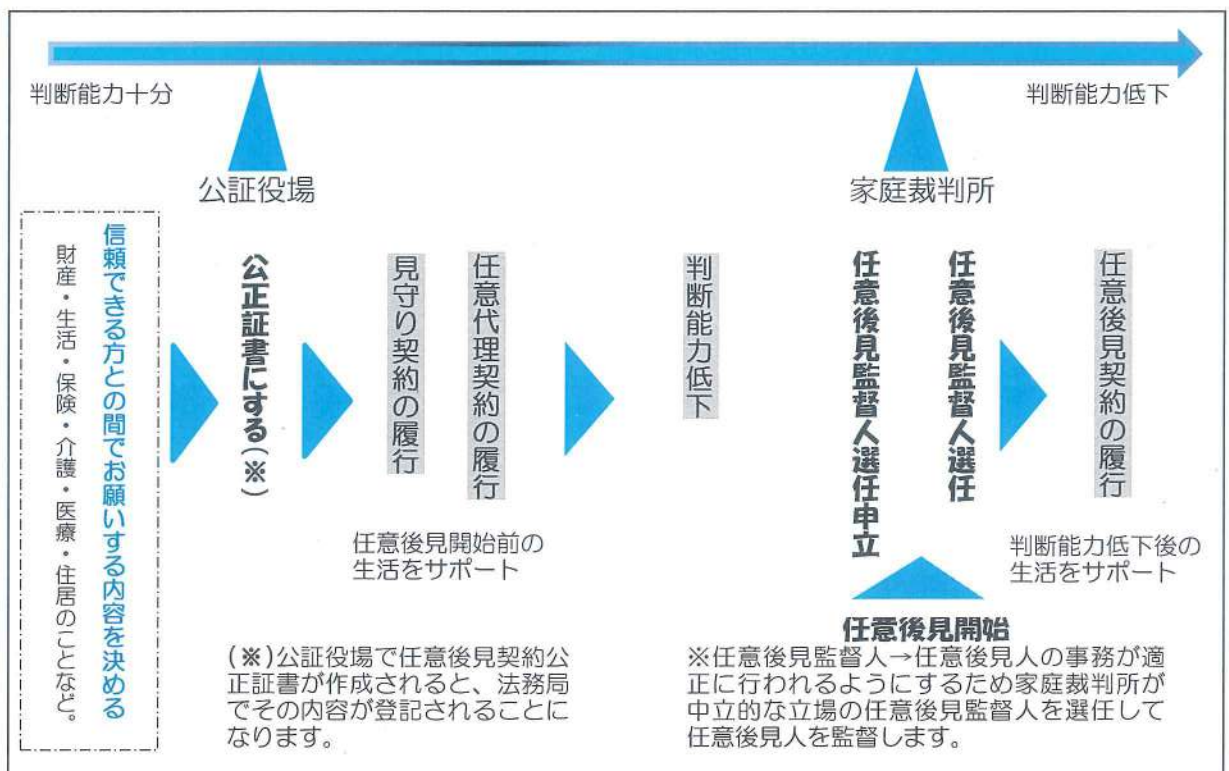 判断能力十分
判断能力低下
公証役場
家庭裁判所
信頼できる方との間でお願いする内容を決める
財産・生活・保険・介護・医療・住居のことなど。
公正証書にする(※)
見守り契約の履行
任意代理契約の履行
任意後見開始前の
生活をサポート
判断能力低下
任意後見監督人選任申立
任意後見監督人選任
任意後見契約の履行
判断能力低下後の
生活をサポート
任意後見開始
(※)公証役場で任意後見契約公
正証書が作成されると、法務局
でその内容が登記されることに
なります。
※任意後見監督人→任意後見人の事務が適
正に行われるようにするため家庭裁判所が
中立的な立場の任意後見監督人を選任して
任意後見人を監督します。